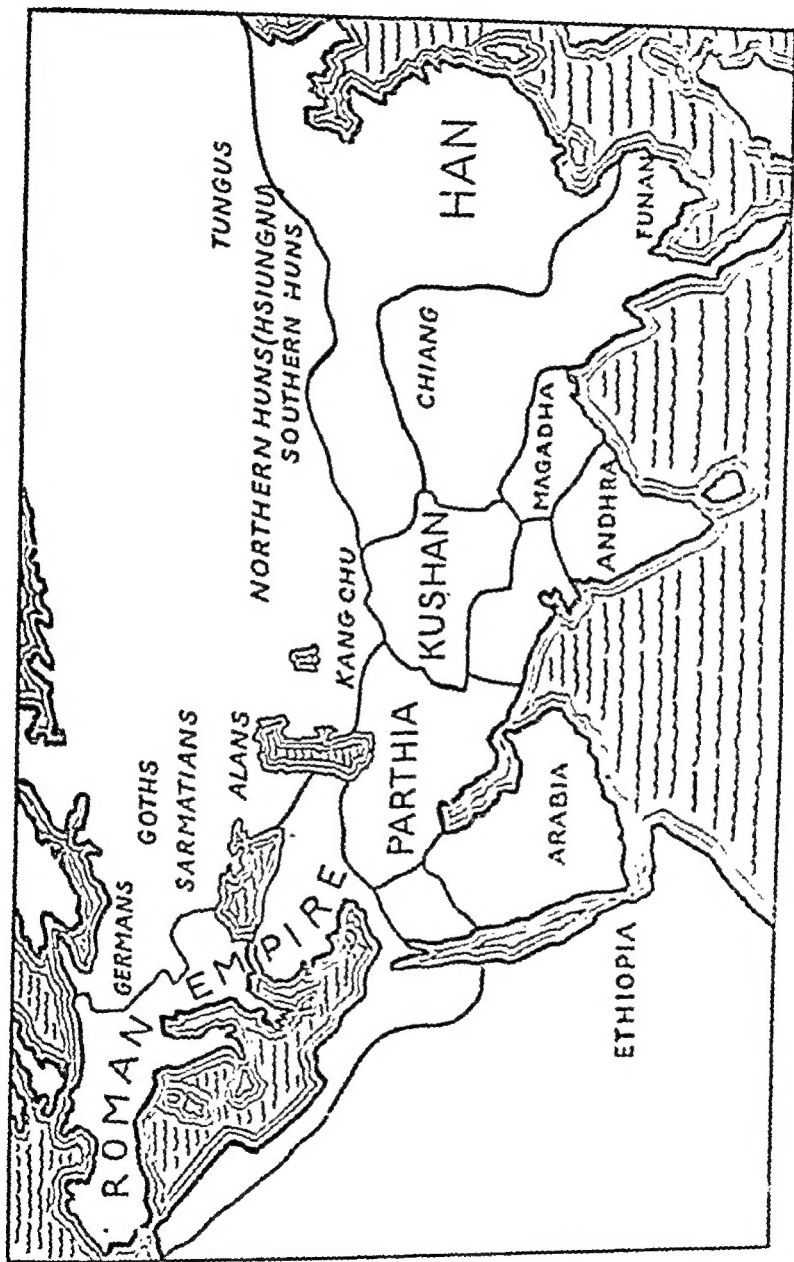 TUNGUS
NORTHERN HUNS (HSIUNGNU)
SOUTHERN HUNS
HAN
GERMANS
GOTHS
SARMATIANS
ALANS
KANG CHU
CHIANG
ROMAN EMPIRE
PARTHIA
KUSHAN
MAGADHA
FUNAN
ARABIA
ANDHRA
ETHIOPIA